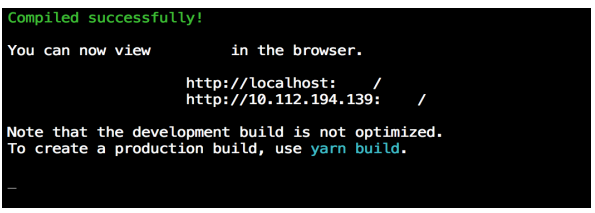 Compiled successfully!
You can now view in the browser.
http://localhost: /
http://10.112.194.139: /
Note that the development build is not optimized.
To create a production build, use yarn build.
_